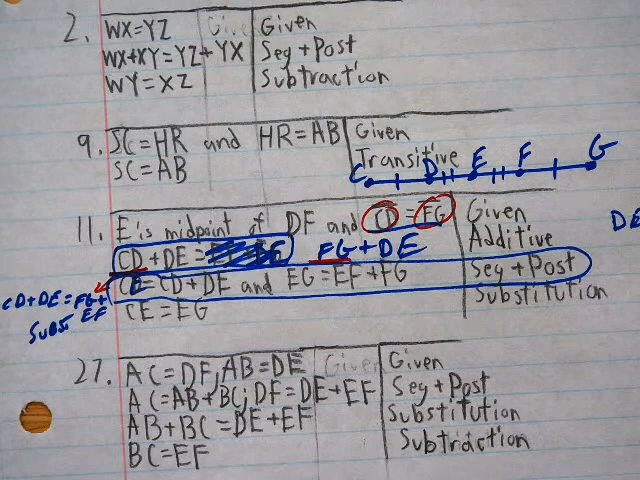 2. WX=YZ Given Given
WX+XY=YZ+YX Seg + Post
WY=XZ Subtraction
9. SC=HR and HR=AB Given
SC=AB Transitive
C D E F G
11. E is midpoint of DF and CD = FG Given
CD + DE = FG + DE Additive
DE
CE=CD+DE and EG=EF+FG Seg + Post
CD+DE=FG+EF
Subst
CE=EG Substitution
27. AC=DF; AB=DE Given Given
AC=AB+BC; DF=DE+EF Seg + Post
AB+BC=DE+EF Substitution
BC=EF Subtraction